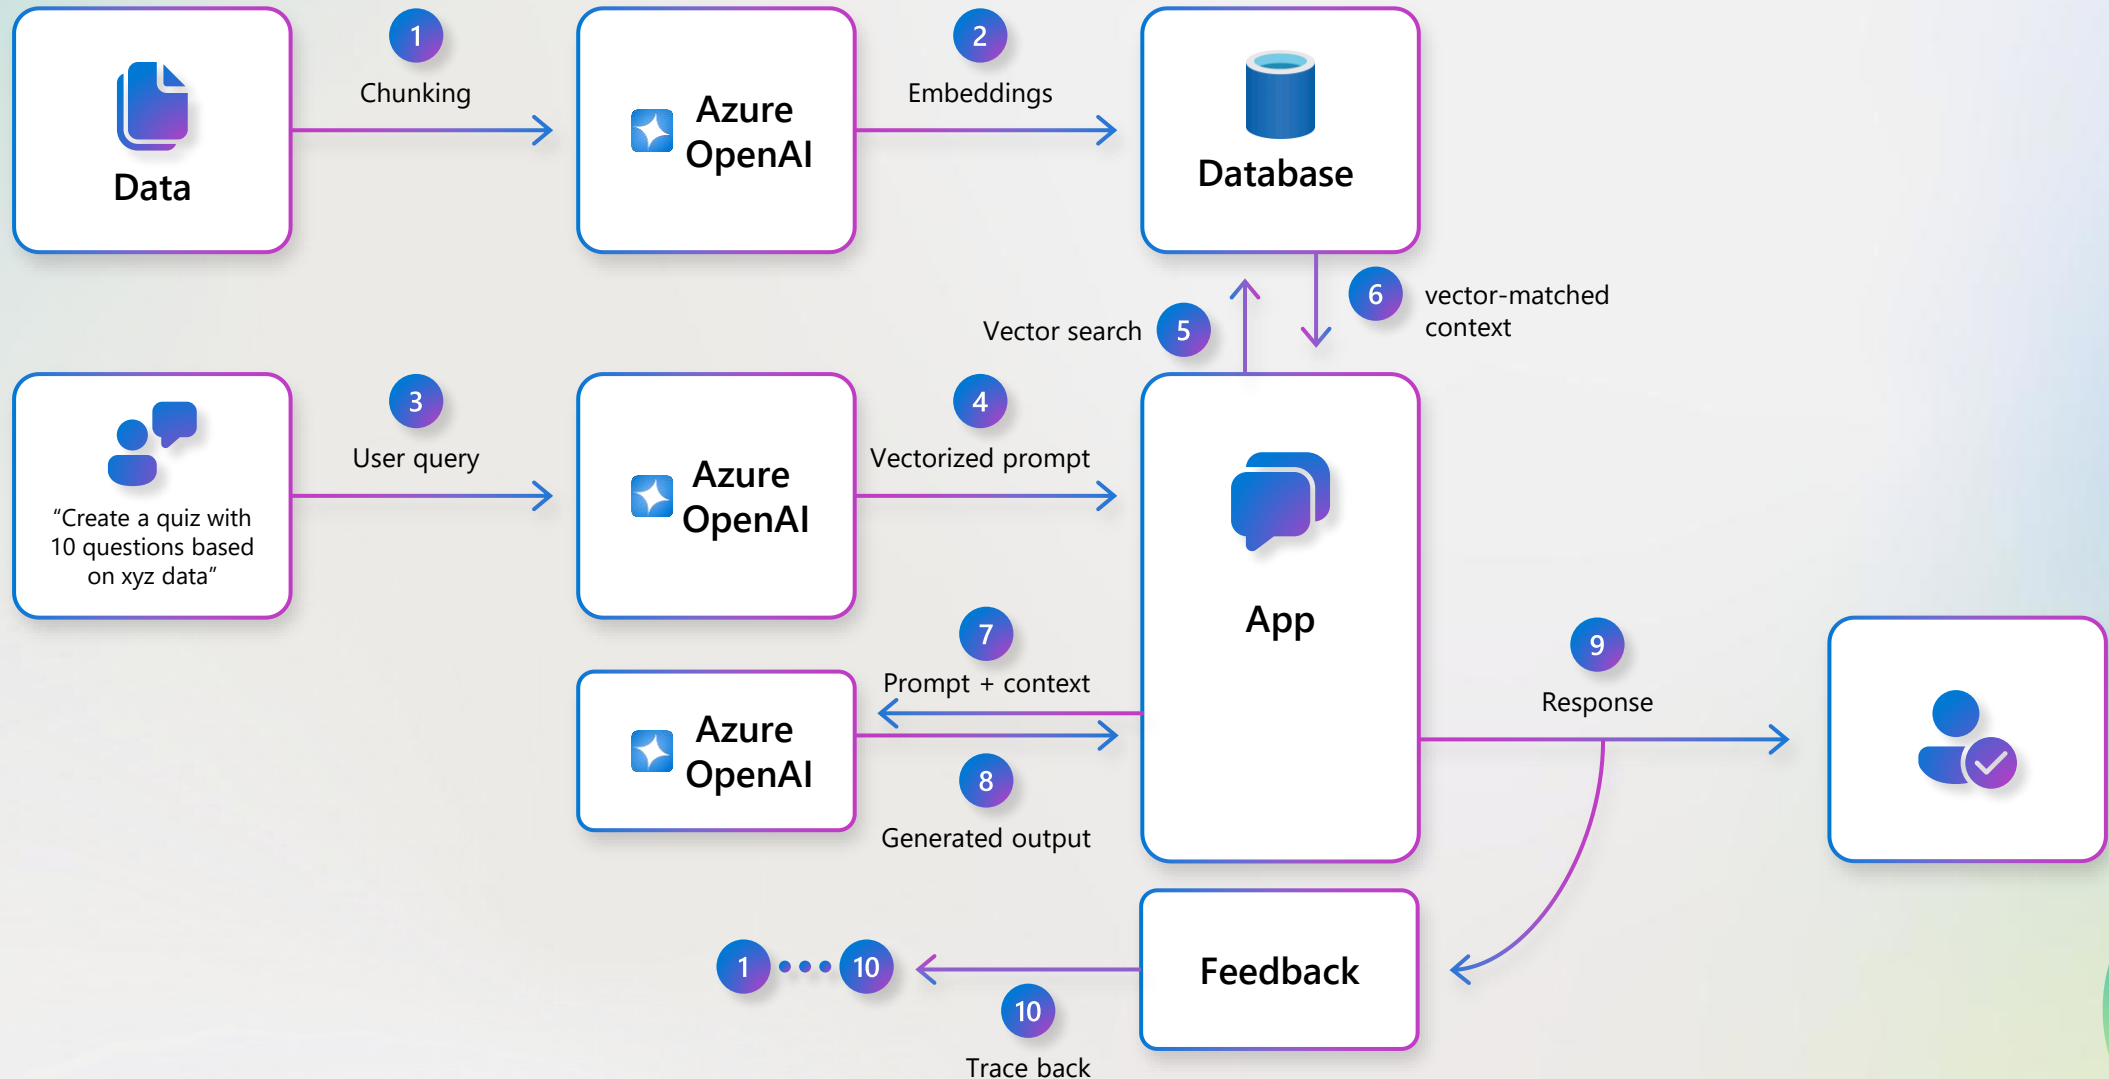 1
Chunking
Data
Azure
OpenAI
2
Embeddings
Database
5
Vector search
6
vector-matched
context
3
User query
“Create a quiz with
10 questions based
on xyz data”
Azure
OpenAI
4
Vectorized prompt
App
7
Prompt + context
Azure
OpenAI
8
Generated output
9
Response
Feedback
1
10
10
Trace back